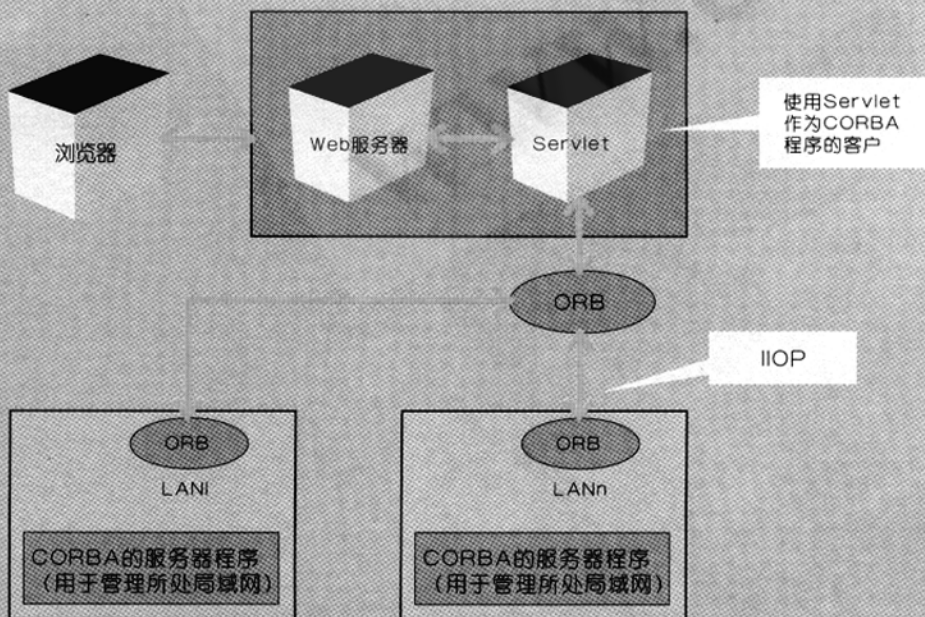 浏览器
Web服务器
Servlet
使用Servlet
作为CORBA
程序的客户
ORB
IIOP
ORB
LANI
CORBA的服务器程序
(用于管理所处局域网)
ORB
LANn
CORBA的服务器程序
(用于管理所处局域网)